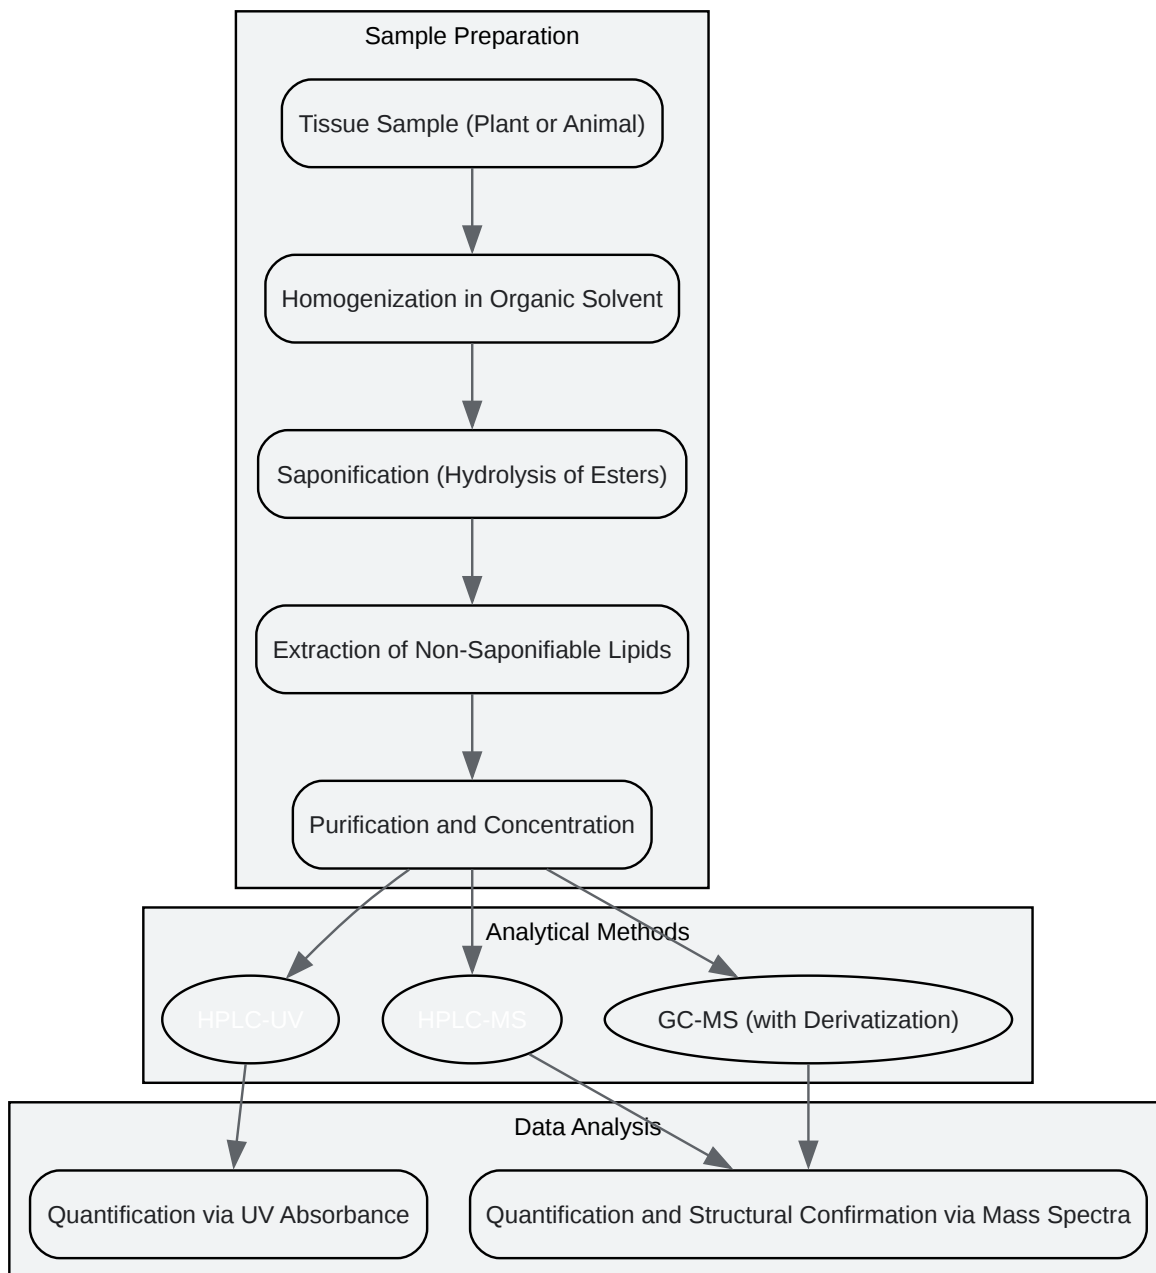 Sample Preparation
Tissue Sample (Plant or Animal)
Homogenization in Organic Solvent
Saponification (Hydrolysis of Esters)
Extraction of Non-Saponifiable Lipids
Purification and Concentration
Analytical Methods
HPLC-UV
HPLC-MS
GC-MS (with Derivatization)
Data Analysis
Quantification via UV Absorbance
Quantification and Structural Confirmation via Mass Spectra